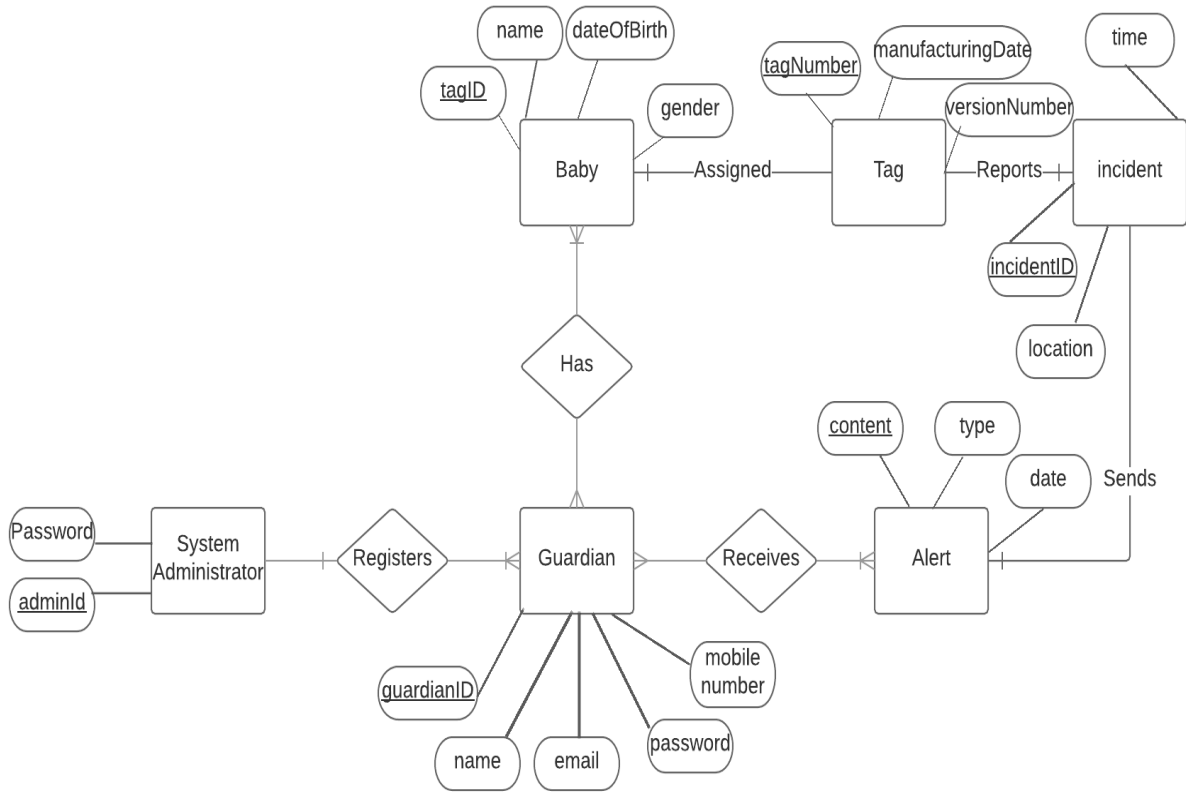 name
dateOfBirth
time
tagID
tagNumber
manufacturingDate
gender
versionNumber
Baby
Assigned
Tag
Reports
incident
incidentID
location
Has
content
type
date
Sends
Password
adminId
System
Administrator
Registers
Guardian
Receives
Alert
guardianID
name
email
password
mobile
number